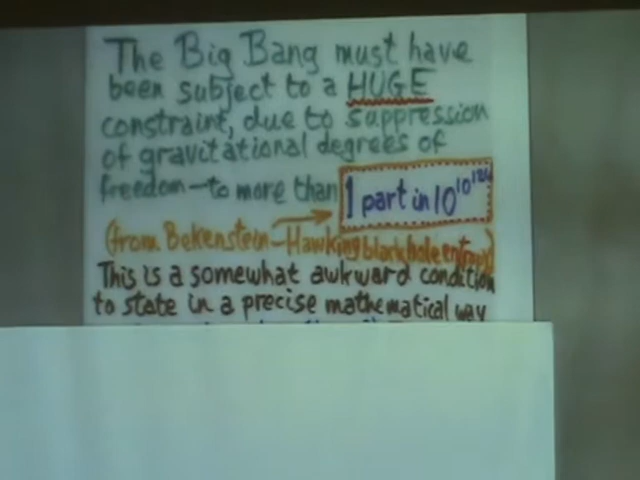 The Big Bang must have
been subject to a HUGE
constraint, due to suppression
of gravitational degrees of
freedom—to more than 1 part in 10^10^124
(from Bekenstein-Hawking black hole entropy)
This is a somewhat awkward condition
to state in a precise mathematical way